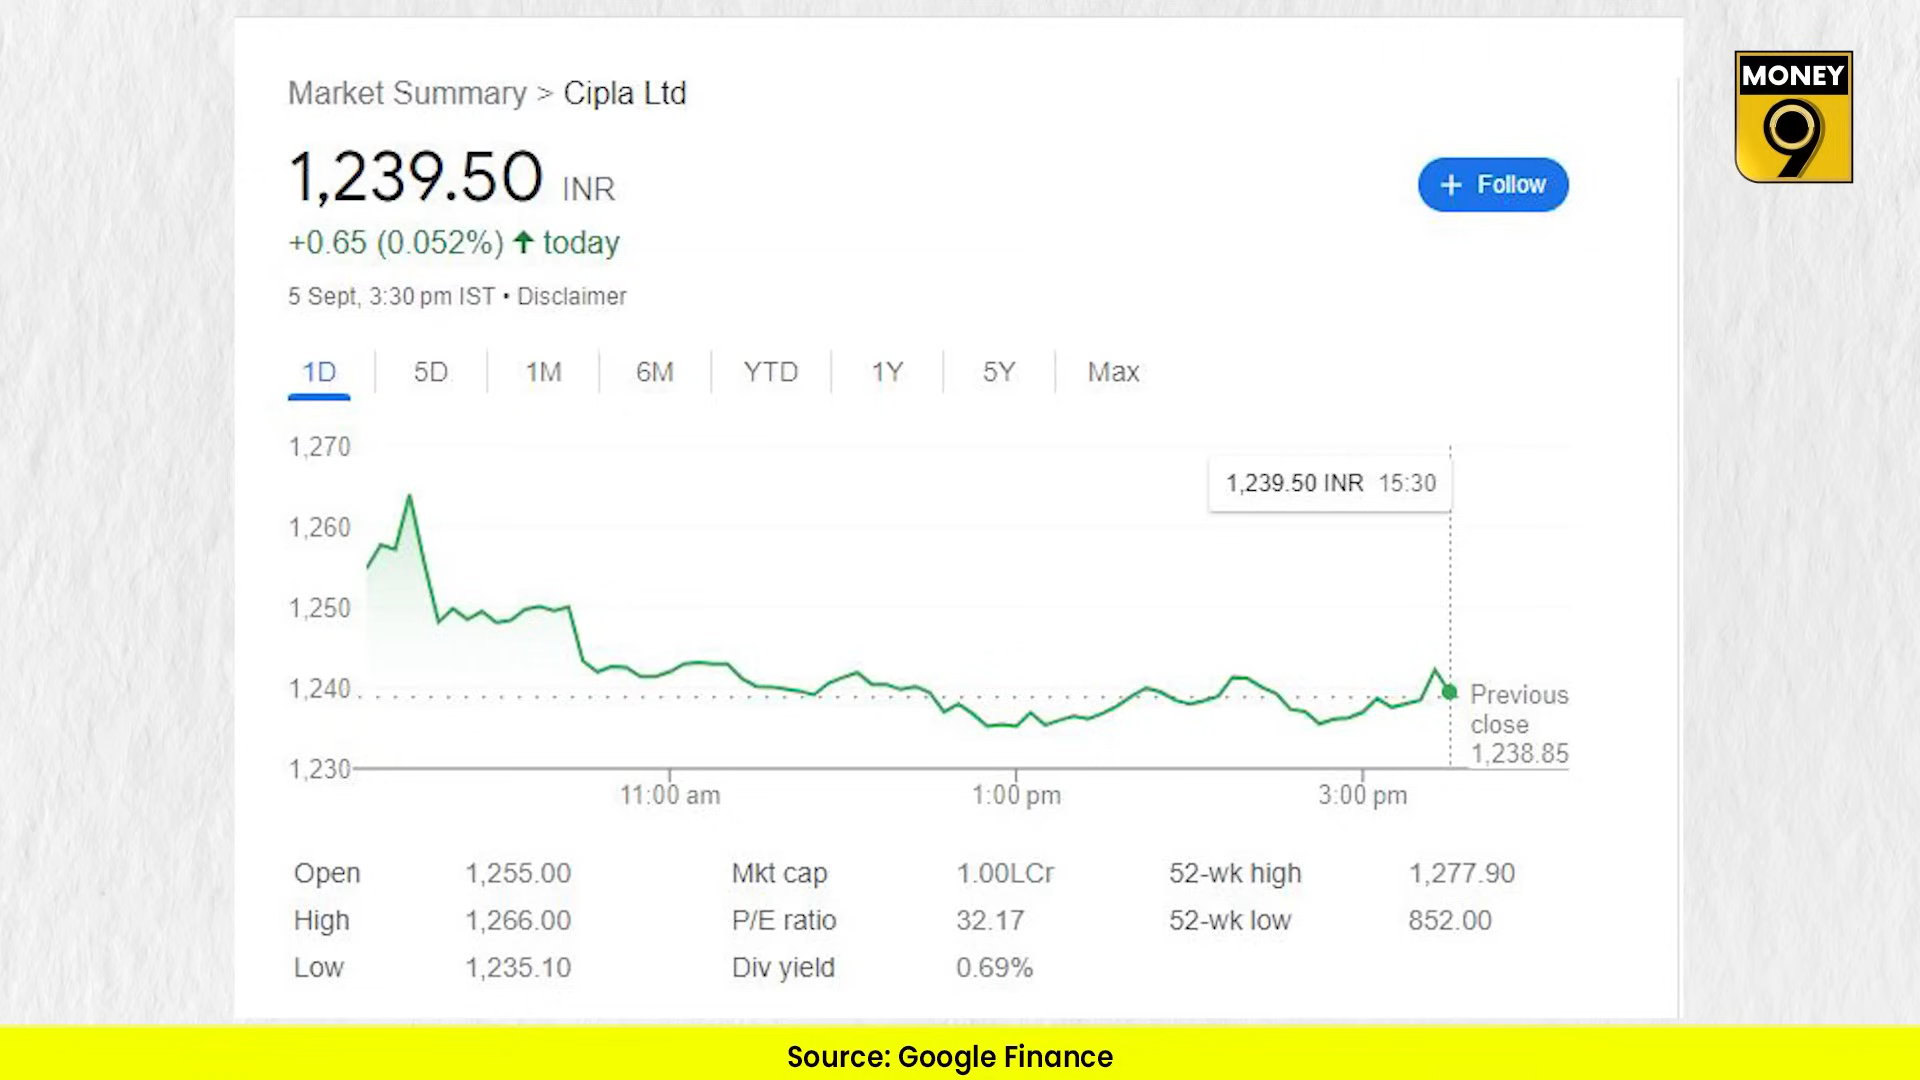 MONEY
9
Market Summary > Cipla Ltd
1,239.50 INR
+ Follow
+0.65 (0.052%) ↑ today
5 Sept, 3:30 pm IST • Disclaimer
1D 5D 1M 6M YTD 1Y 5Y Max
1,270
1,239.50 INR 15:30
1,260
1,250
1,240
Previous
close
1,238.85
1,230
11:00 am 1:00 pm 3:00 pm
Open 1,255.00 Mkt cap 1.00LCr 52-wk high 1,277.90
High 1,266.00 P/E ratio 32.17 52-wk low 852.00
Low 1,235.10 Div yield 0.69%
Source: Google Finance